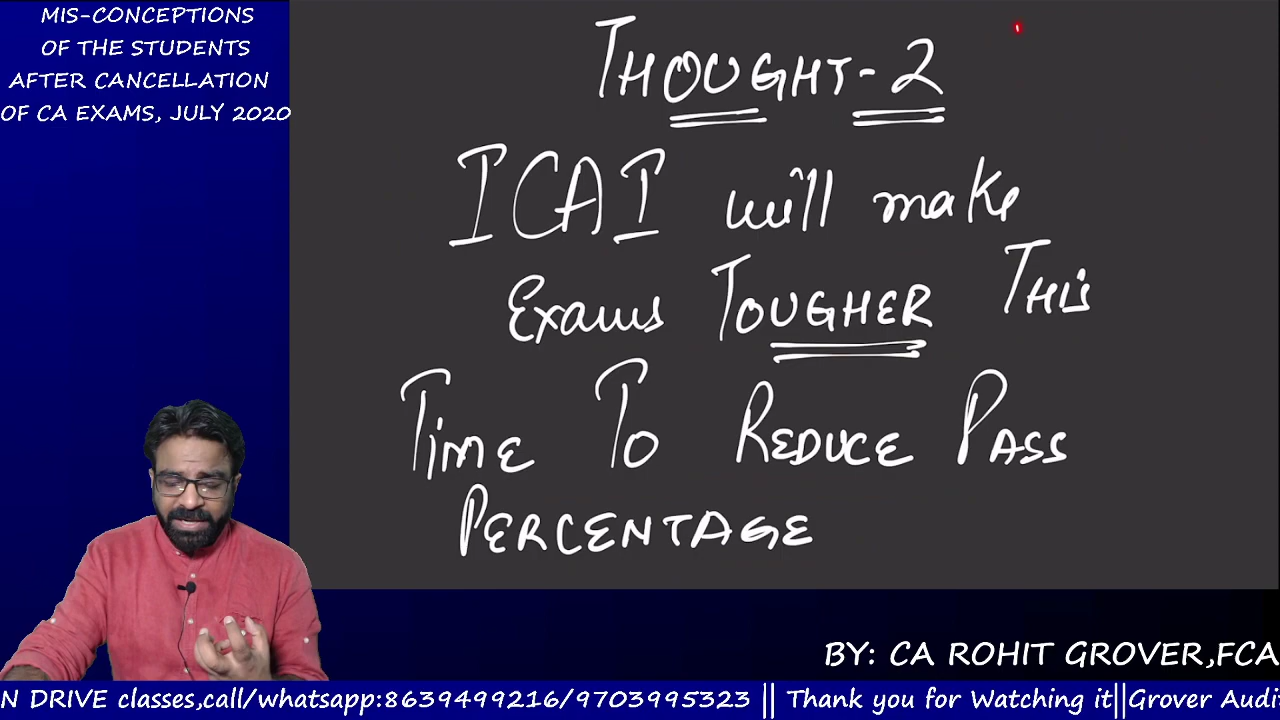 MIS-CONCEPTIONS
OF THE STUDENTS
AFTER CANCELLATION
OF CA EXAMS, JULY 2020
THOUGHT-2
ICAI will make
Exams TOUGHER THis
TiME TO REDUCE PASS
PERCENTAGE
BY: CA ROHIT GROVER,FCA
N DRIVE classes,call/whatsapp:8639499216/9703995323 || Thank you for Watching it||Grover Audi